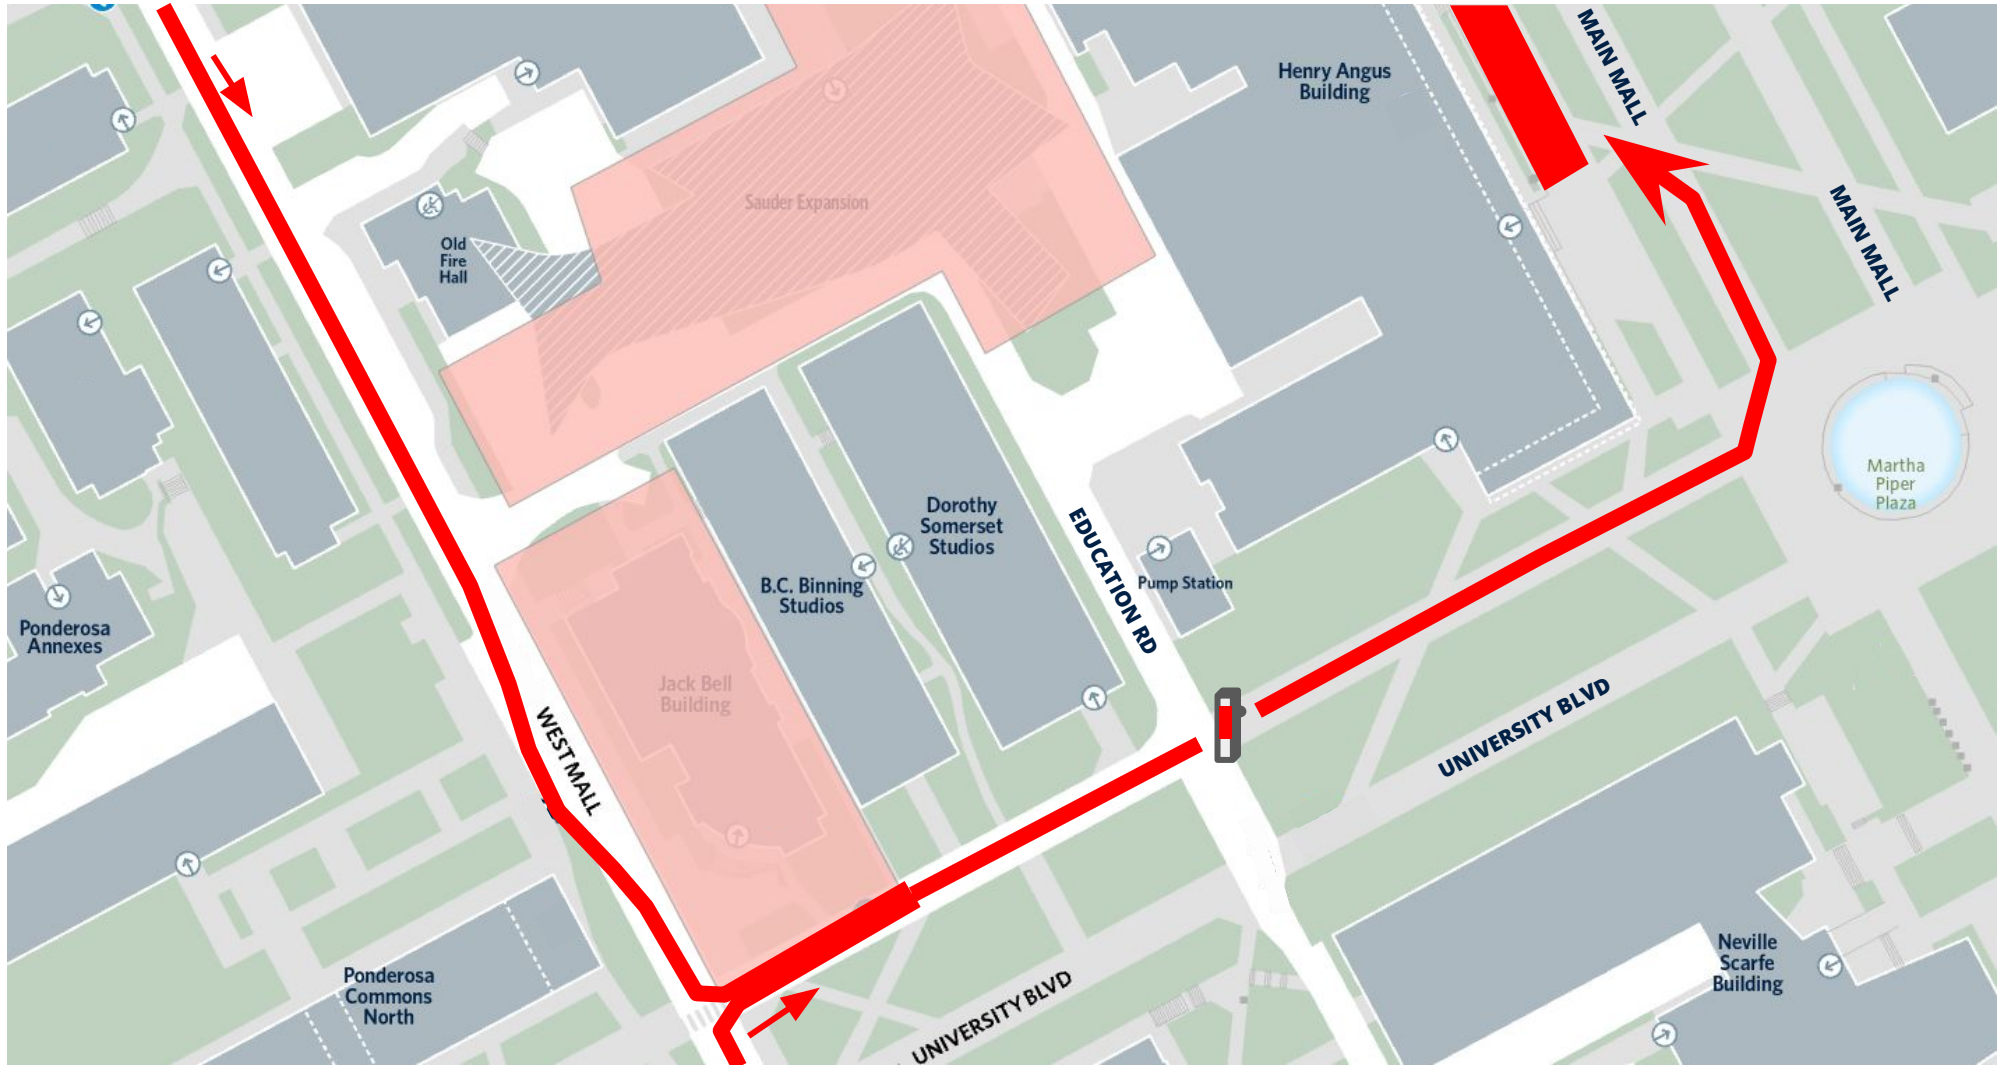 Henry Angus
Building
MAIN MALL
MAIN MALL
Sauder Expansion
Old
Fire
Hall
Martha
Piper
Plaza
Dorothy
Somerset
Studios
EDUCATION RD
B.C. Binning
Studios
Pump Station
Ponderosa
Annexes
Jack Bell
Building
WEST MALL
UNIVERSITY BLVD
Neville
Scarfe
Building
Ponderosa
Commons
North
UNIVERSITY BLVD